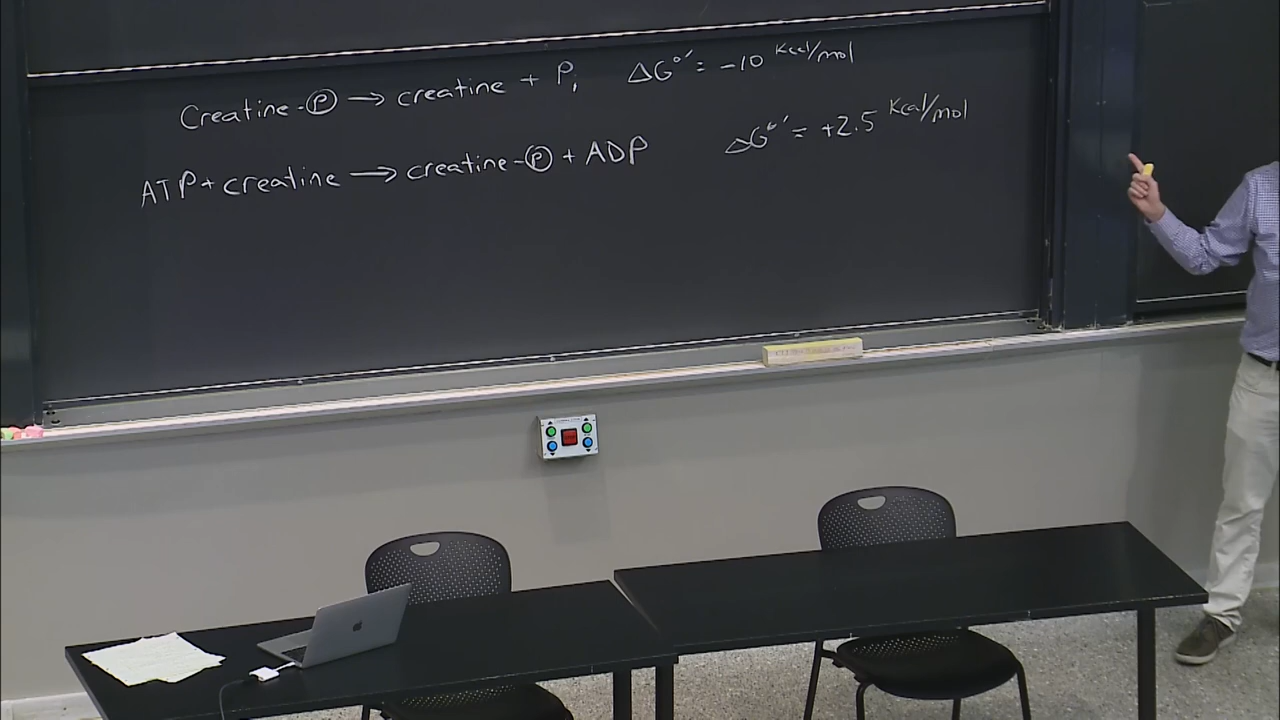 Creatine-Ⓟ → creatine + Pi ΔG°′ = -10 Kcal/mol
ATP + creatine → creatine-Ⓟ + ADP ΔG°′ = +2.5 Kcal/mol